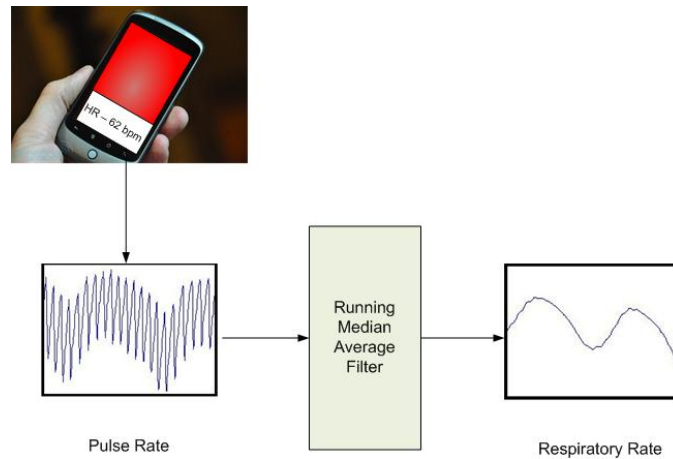 HR – 62 bpm
Running
Median
Average
Filter
Pulse Rate
Respiratory Rate